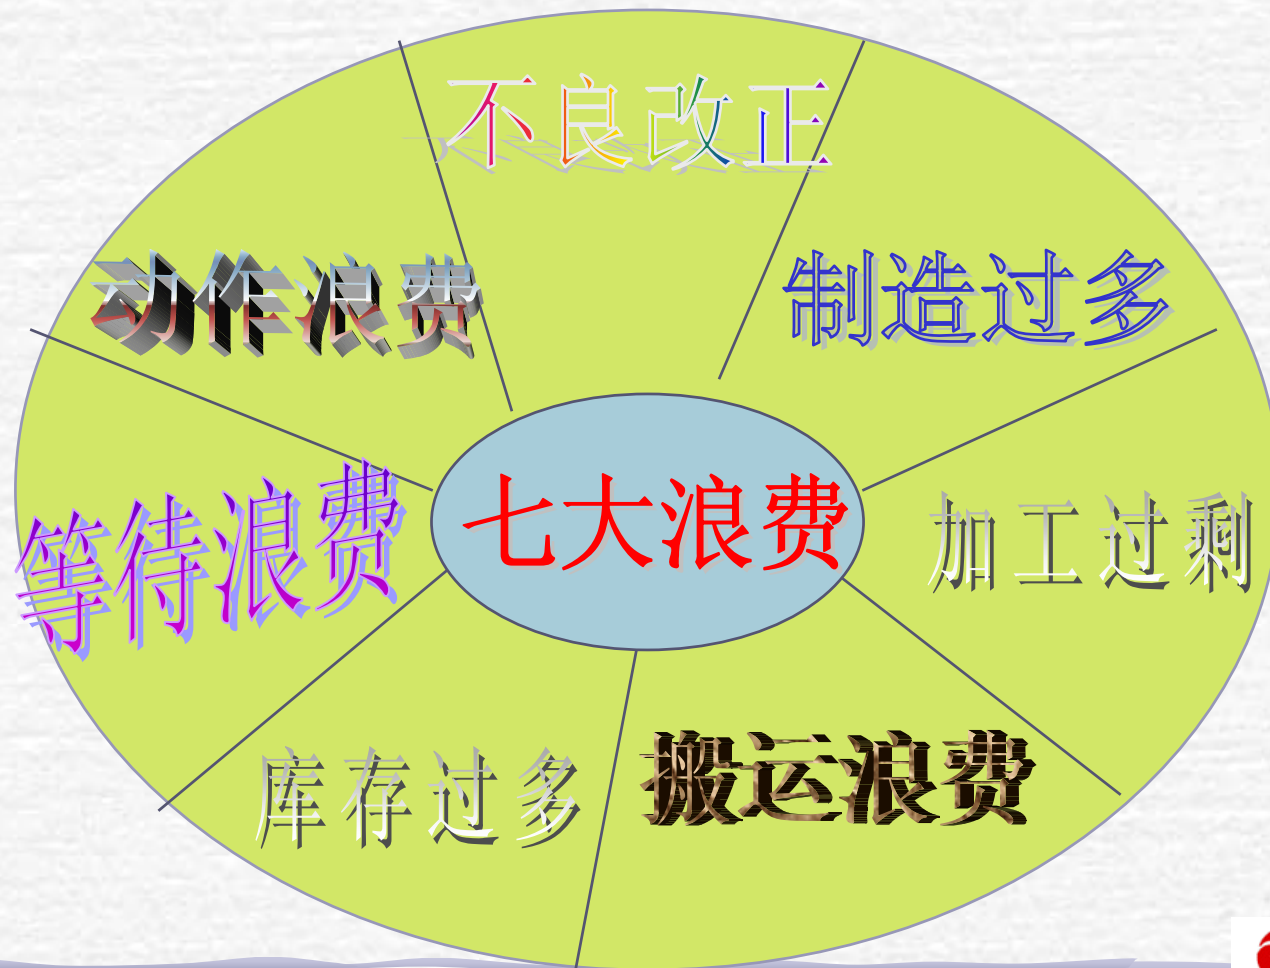 不良改正
动作浪费
制造过多
等待浪费
七大浪费
加工过剩
库存过多
搬运浪费